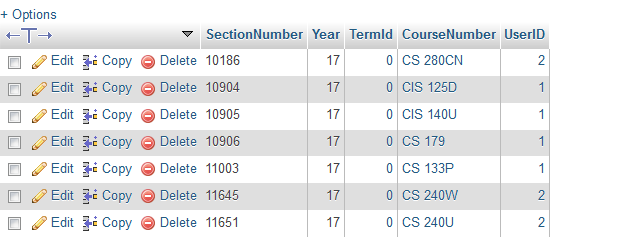 + Options
SectionNumber Year TermId CourseNumber UserID
Edit Copy Delete 10186 17 0 CS 280CN 2
Edit Copy Delete 10904 17 0 CIS 125D 1
Edit Copy Delete 10905 17 0 CIS 140U 1
Edit Copy Delete 10906 17 0 CS 179 1
Edit Copy Delete 11003 17 0 CS 133P 1
Edit Copy Delete 11645 17 0 CS 240W 2
Edit Copy Delete 11651 17 0 CS 240U 2